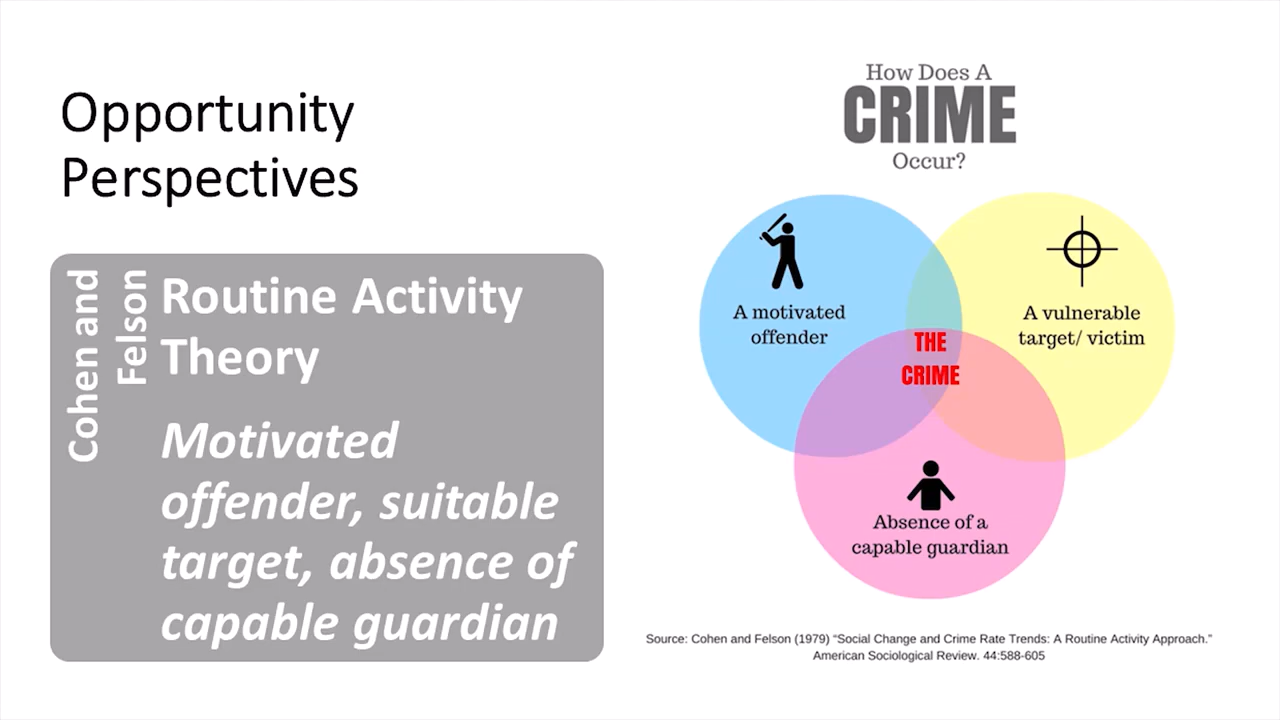 Opportunity
Perspectives
Cohen and
Felson
Routine Activity
Theory
Motivated
offender, suitable
target, absence of
capable guardian
How Does A
CRIME
Occur?
A motivated
offender
A vulnerable
target/ victim
THE
CRIME
Absence of a
capable guardian
Source: Cohen and Felson (1979) “Social Change and Crime Rate Trends: A Routine Activity Approach.”
American Sociological Review. 44:588-605